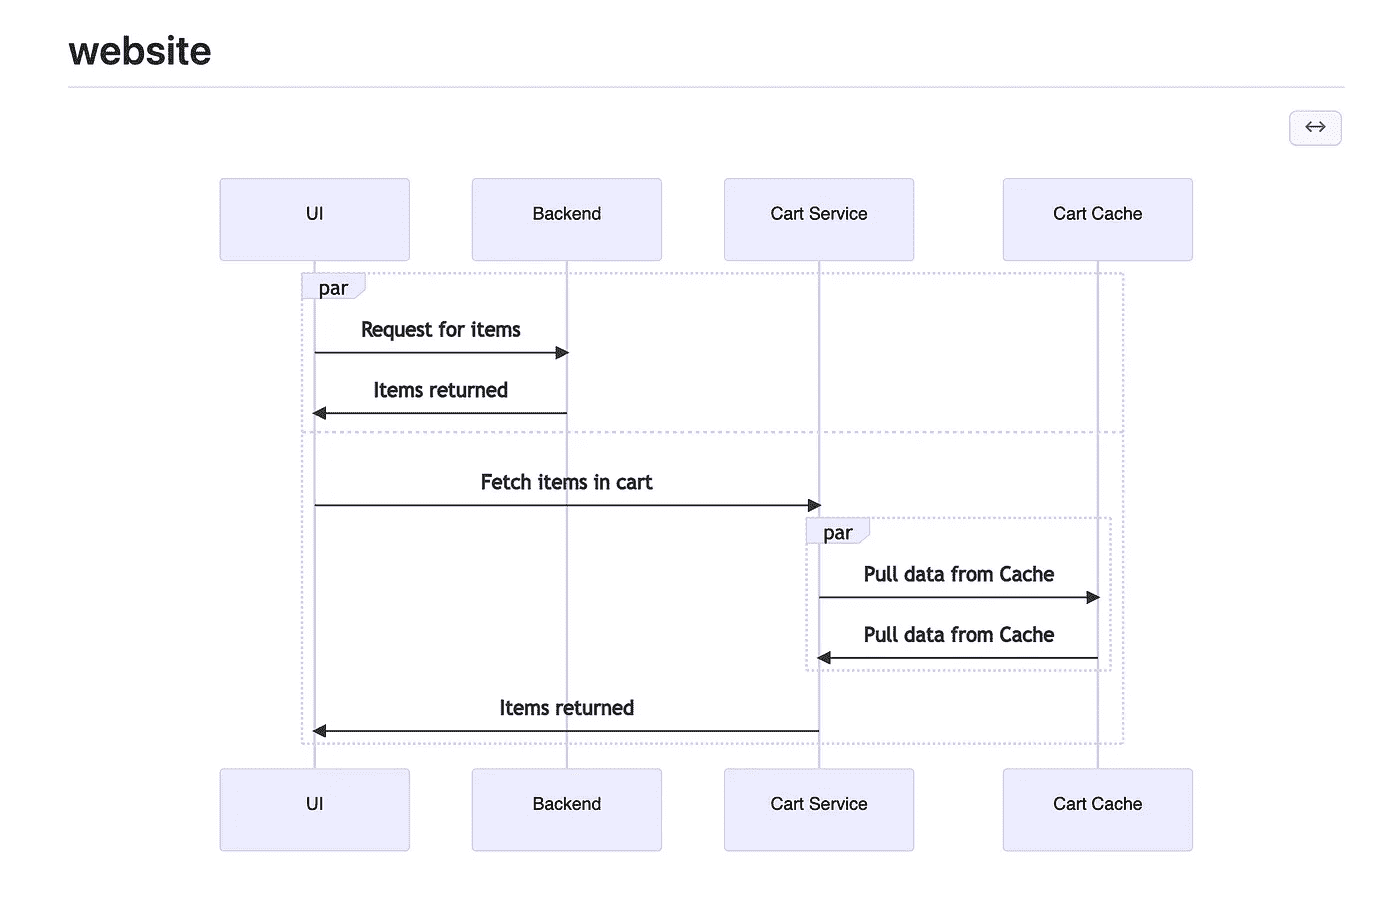 website
↔
UI
Backend
Cart Service
Cart Cache
par
Request for items
Items returned
Fetch items in cart
par
Pull data from Cache
Pull data from Cache
Items returned
UI
Backend
Cart Service
Cart Cache